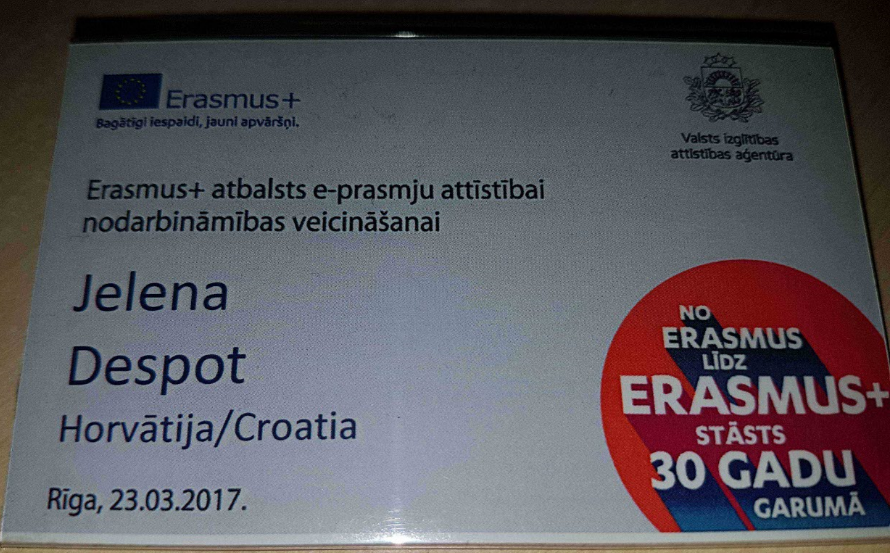 Erasmus+
Bagātīgi iespaidi, jauni apvāršņi.
Valsts izglītības
attīstības aģentūra
Erasmus+ atbalsts e-prasmju attīstībai
nodarbināmības veicināšanai
Jelena
Despot
Horvātija/Croatia
Rīga, 23.03.2017.
NO
ERASMUS
LĪDZ
ERASMUS+
STĀSTS
30 GADU
GARUMĀ